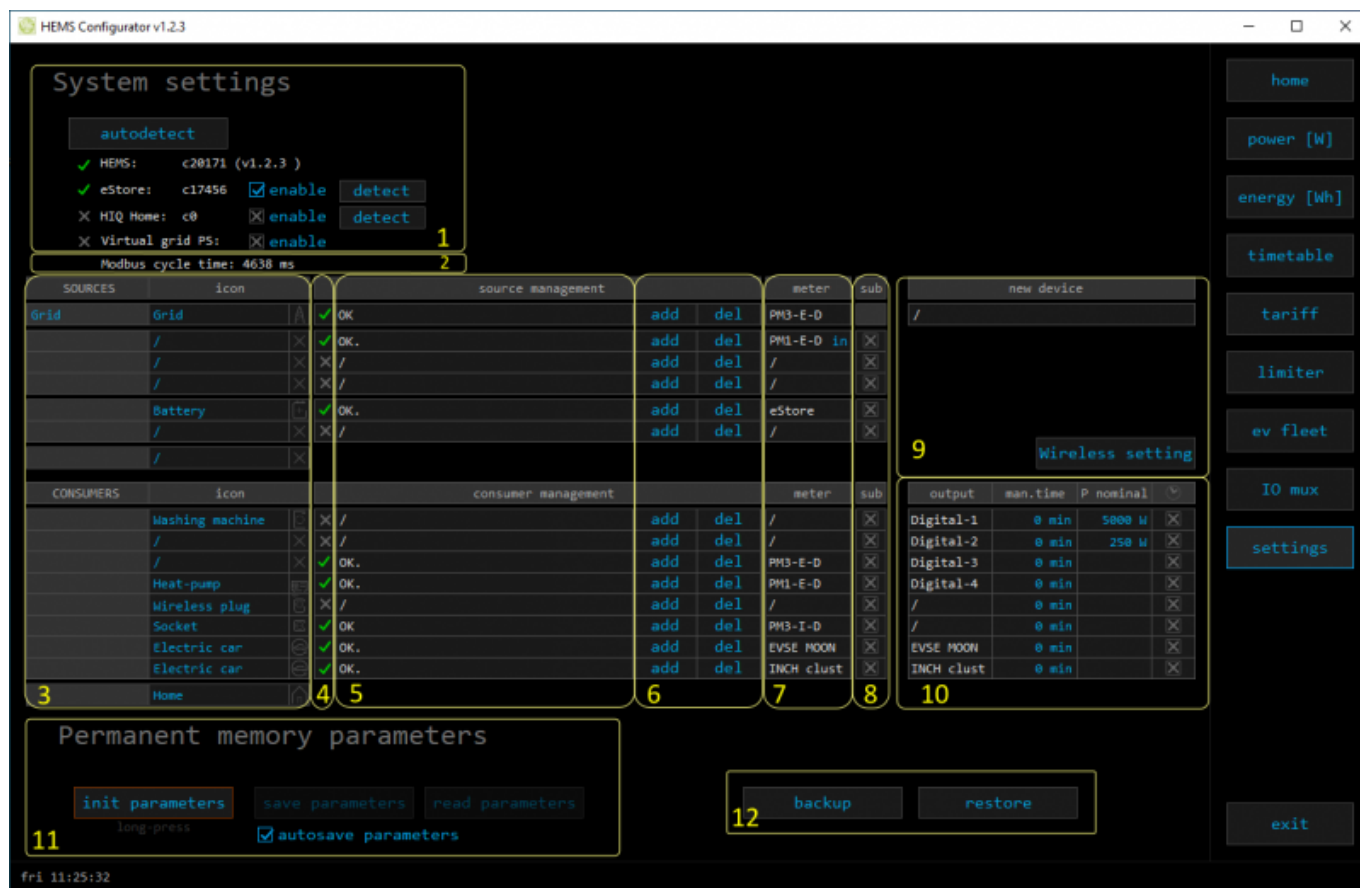 HEMS Configurator v1.2.3
System settings
autodetect
HEMS: c20171 (v1.2.3 )
eStore: c17456 enable detect
HIQ Home: c0 enable detect
Virtual grid PS: enable
1
Modbus cycle time: 4638 ms 2
SOURCES icon source management meter sub new device
Grid Grid OK add del PM3-E-D /
/ OK. add del PM1-E-D in
/ / add del /
/ / add del /
Battery OK. add del eStore
/ / add del /
/
9 Wireless setting
CONSUMERS icon consumer management meter sub output man.time P nominal
Washing machine / add del / Digital-1 0 min 5000 W
/ / add del / Digital-2 0 min 250 W
/ OK. add del PM3-E-D Digital-3 0 min
Heat-pump OK. add del PM1-E-D Digital-4 0 min
Wireless plug / add del / / 0 min
Socket OK add del PM3-I-D / 0 min
Electric car OK. add del EVSE MOON EVSE MOON 0 min
Electric car OK. add del INCH clust INCH clust 0 min
Home
3 4 5 6 7 8 10
Permanent memory parameters
init parameters save parameters read parameters
long-press
autosave parameters
11
backup restore
12
home
power [W]
energy [Wh]
timetable
tariff
limiter
ev fleet
IO mux
settings
exit
fri 11:25:32